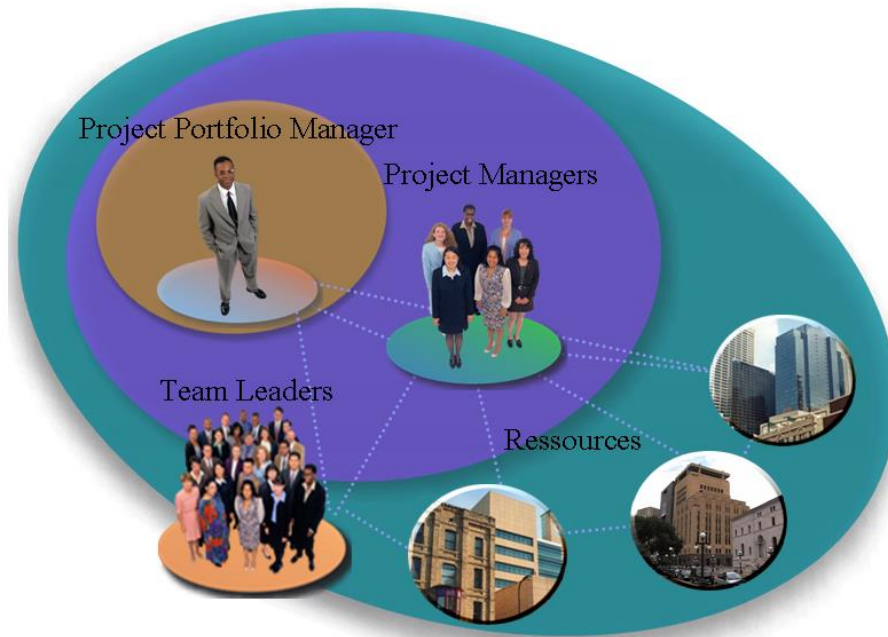 Project Portfolio Manager
Project Managers
Team Leaders
Ressources